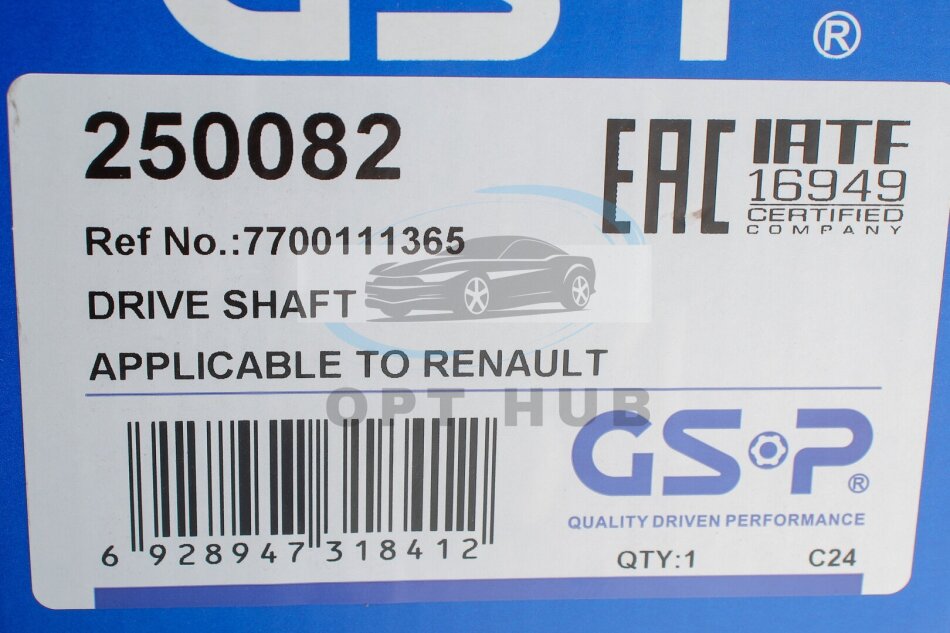 GSP®
250082
EAC
IATF
16949
CERTIFIED
COMPANY
Ref No.:7700111365
DRIVE SHAFT
APPLICABLE TO RENAULT
OPT HUB
GSP®
QUALITY DRIVEN PERFORMANCE
6 928947 318412
QTY:1 C24